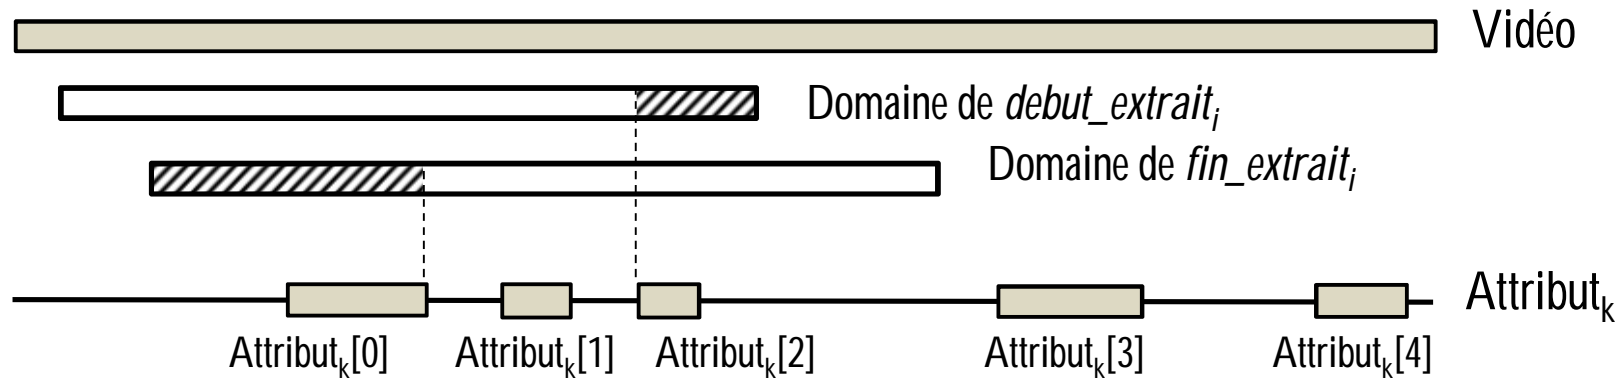 Vidéo
Domaine de debut_extrait_i
Domaine de fin_extrait_i
Attribut_k
Attribut_k[0] Attribut_k[1] Attribut_k[2] Attribut_k[3] Attribut_k[4]